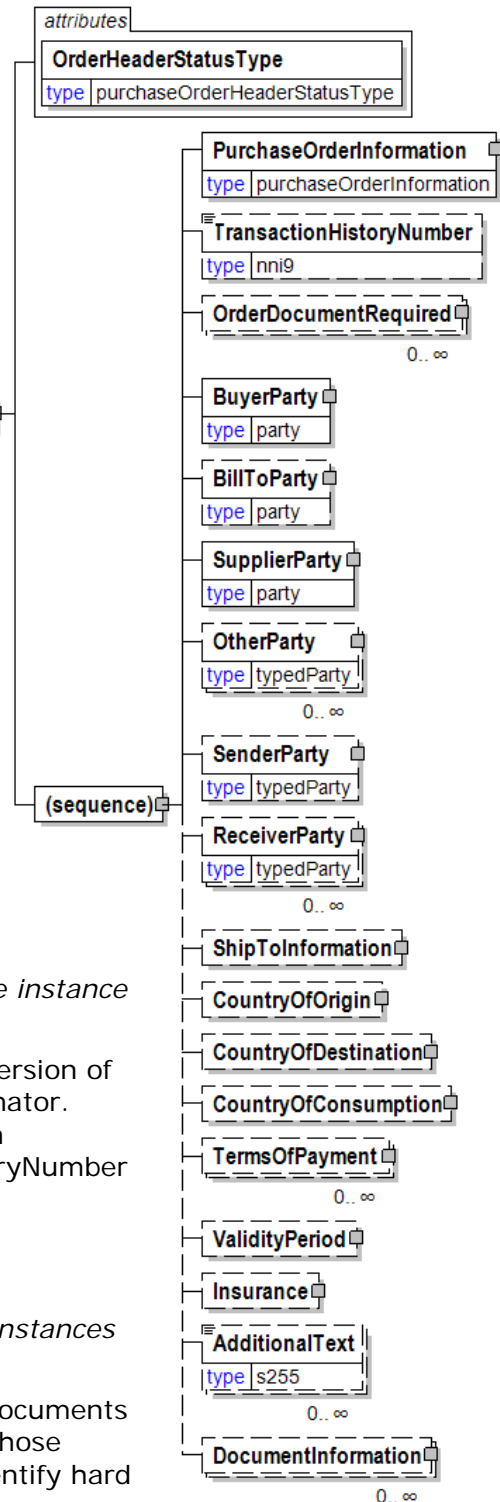 attributes
OrderHeaderStatusType
type purchaseOrderHeaderStatusType
PurchaseOrderInformation
type purchaseOrderInformation
TransactionHistoryNumber
type nni9
OrderDocumentRequired
0.. ∞
BuyerParty
type party
BillToParty
type party
SupplierParty
type party
OtherParty
type typedParty
0.. ∞
SenderParty
type typedParty
(sequence)
ReceiverParty
type typedParty
0.. ∞
ShipToInformation
CountryOfOrigin
CountryOfDestination
CountryOfConsumption
TermsOfPayment
0.. ∞
ValidityPeriod
Insurance
AdditionalText
type s255
0.. ∞
DocumentInformation
0.. ∞
e instance
ersion of
nator.
n
ryNumber
nstances
ocuments
hose
entify hard